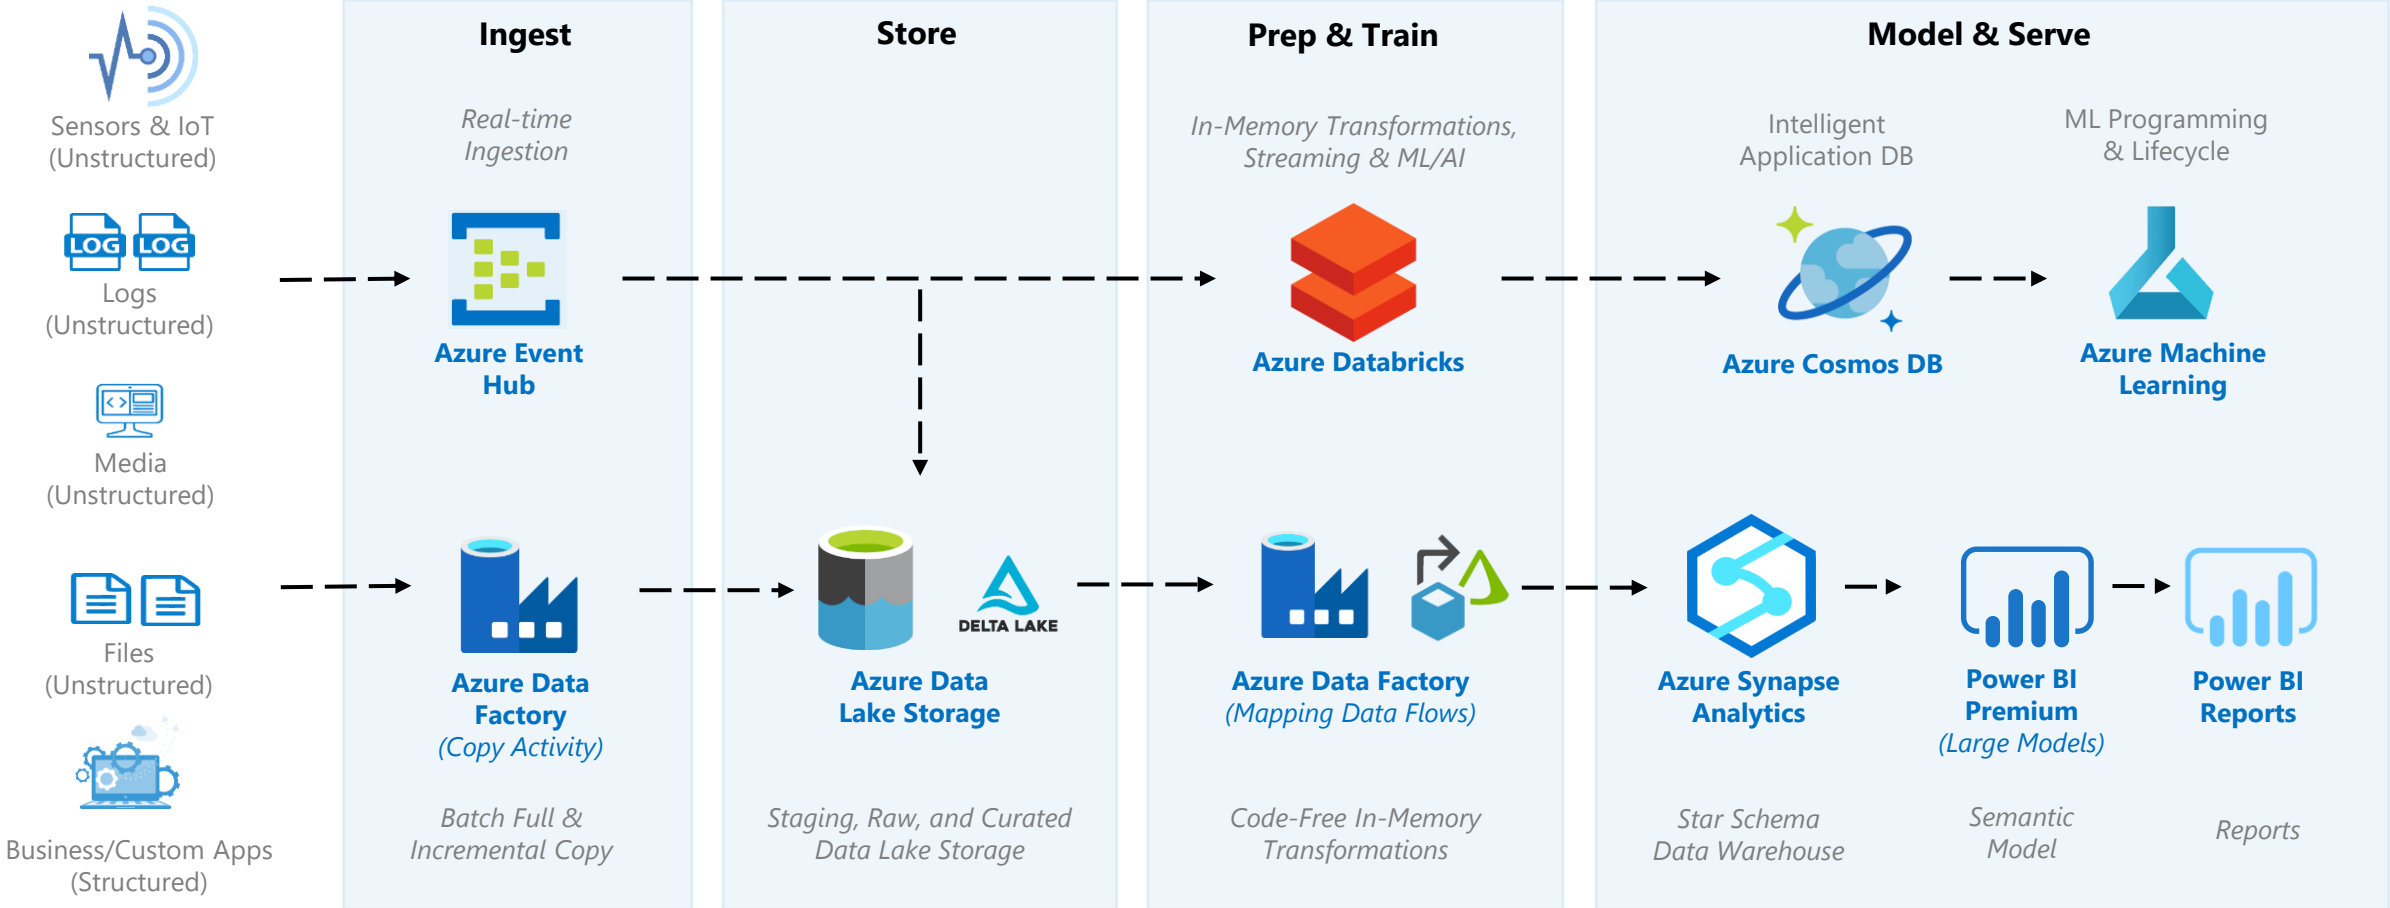 Sensors & IoT
(Unstructured)
LOG LOG
Logs
(Unstructured)
Media
(Unstructured)
Files
(Unstructured)
Business/Custom Apps
(Structured)
Ingest
Real-time
Ingestion
Azure Event
Hub
Azure Data
Factory
(Copy Activity)
Batch Full &
Incremental Copy
Store
DELTA LAKE
Azure Data
Lake Storage
Staging, Raw, and Curated
Data Lake Storage
Prep & Train
In-Memory Transformations,
Streaming & ML/AI
Azure Databricks
Azure Data Factory
(Mapping Data Flows)
Code-Free In-Memory
Transformations
Model & Serve
Intelligent
Application DB
Azure Cosmos DB
ML Programming
& Lifecycle
Azure Machine
Learning
Azure Synapse
Analytics
Star Schema
Data Warehouse
Power BI
Premium
(Large Models)
Semantic
Model
Power BI
Reports
Reports